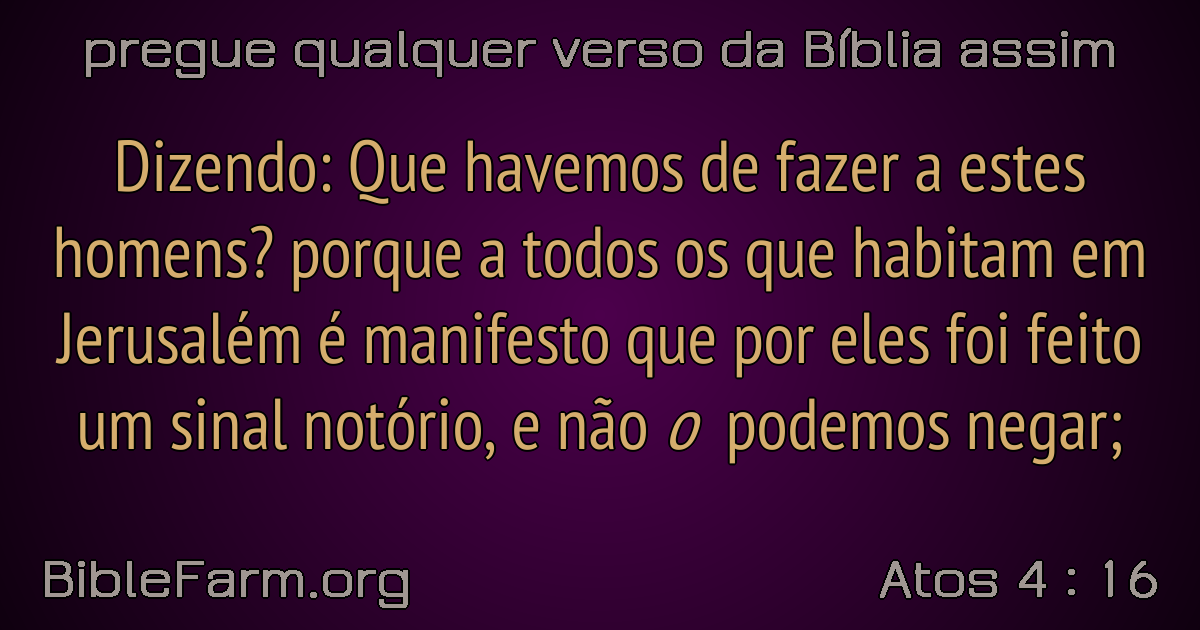 pregue qualquer verso da Bíblia assim
Dizendo: Que havemos de fazer a estes
homens? porque a todos os que habitam em
Jerusalém é manifesto que por eles foi feito
um sinal notório, e não o podemos negar;
BibleFarm.org
Atos 4 : 16